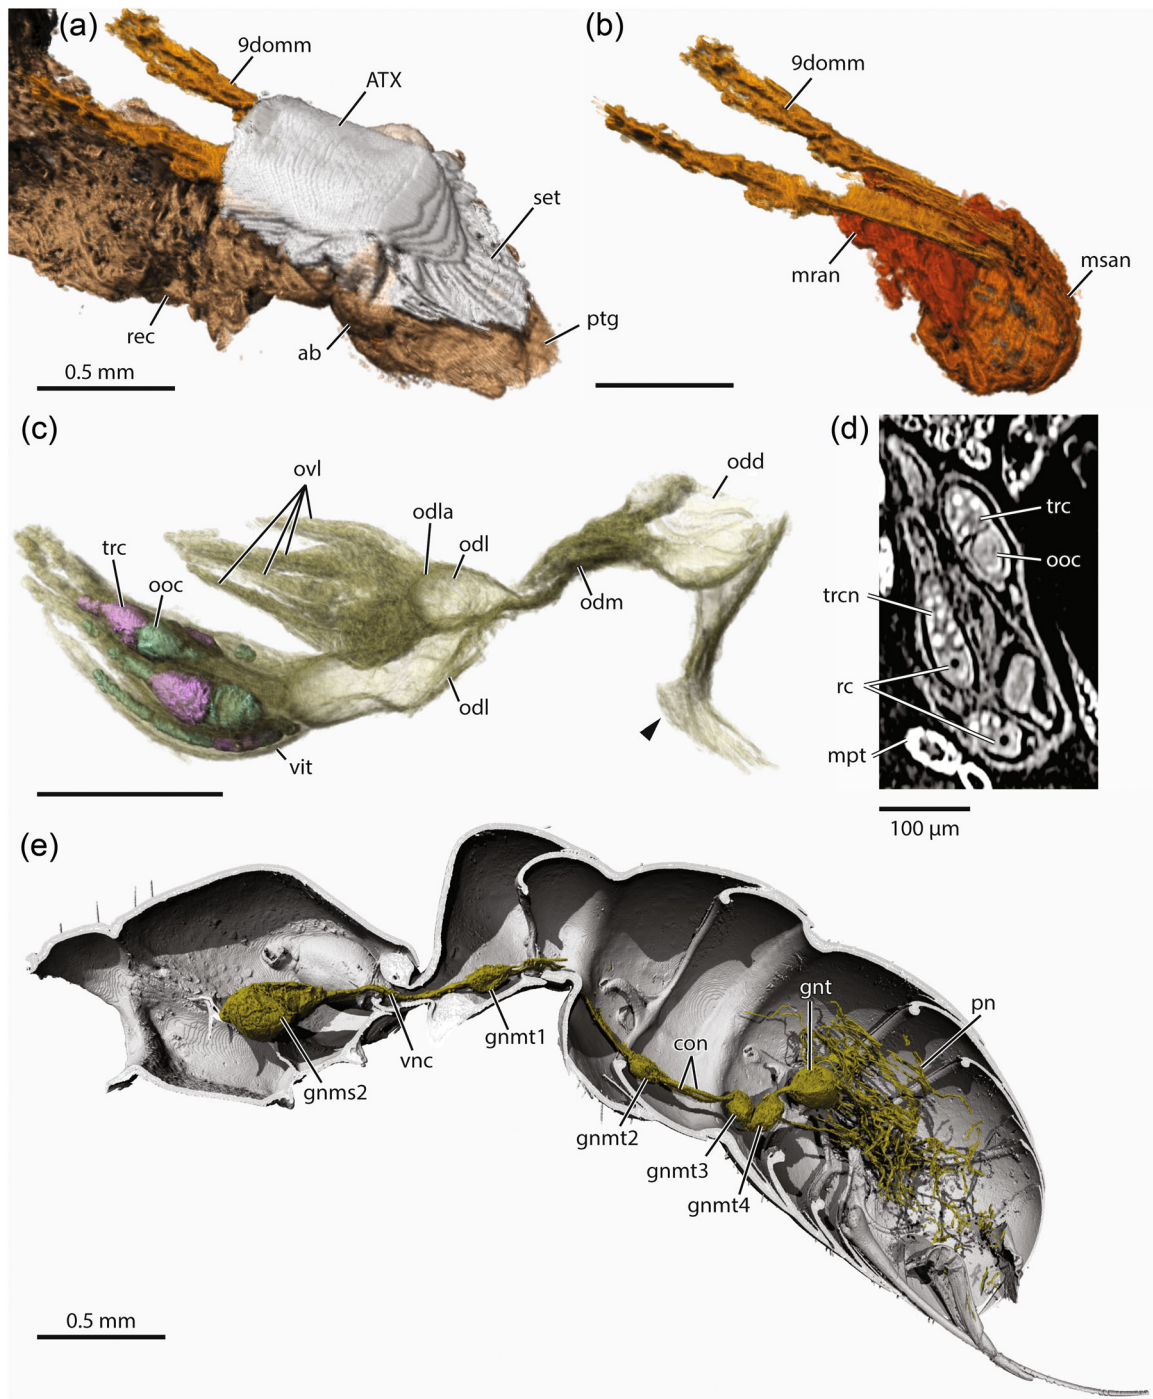 (a)
9domm
ATX
set
rec
ab
ptg
0.5 mm
(b)
9domm
mran
msan
(c)
ovl
odla
odl
odd
trc
ooc
odm
odl
vit
(d)
trc
ooc
trcn
rc
mpt
100 µm
(e)
gnt
pn
gnmt1
vnc
con
gnms2
gnmt2
gnmt3
gnmt4
0.5 mm